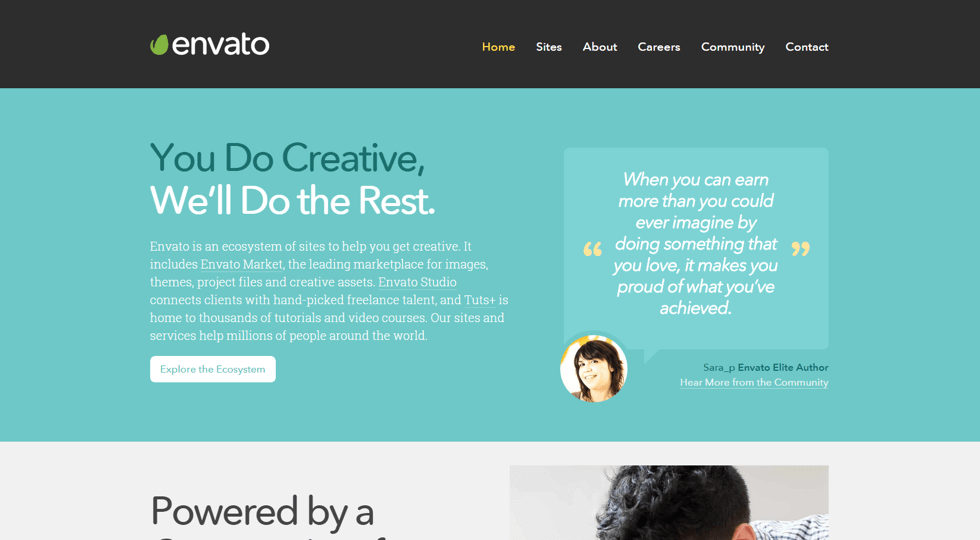 envato
Home Sites About Careers Community Contact
You Do Creative,
We’ll Do the Rest.
Envato is an ecosystem of sites to help you get creative. It
includes Envato Market, the leading marketplace for images,
themes, project files and creative assets. Envato Studio
connects clients with hand-picked freelance talent, and Tuts+ is
home to thousands of tutorials and video courses. Our sites and
services help millions of people around the world.
Explore the Ecosystem
“ When you can earn
more than you could
ever imagine by
doing something that
you love, it makes you
proud of what you’ve
achieved. ”
Sara_p Envato Elite Author
Hear More from the Community
Powered by a